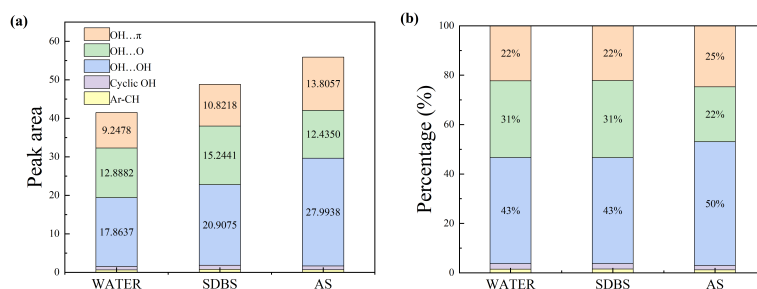 (a)
OH…π
OH…O
OH…OH
Cyclic OH
Ar-CH
Peak area
60
50
40
30
20
10
0
9.2478
12.8882
17.8637
10.8218
15.2441
20.9075
13.8057
12.4350
27.9938
WATER SDBS AS
(b)
Percentage (%)
100
80
60
40
20
0
22% 22% 25%
31% 31% 22%
43% 43% 50%
WATER SDBS AS